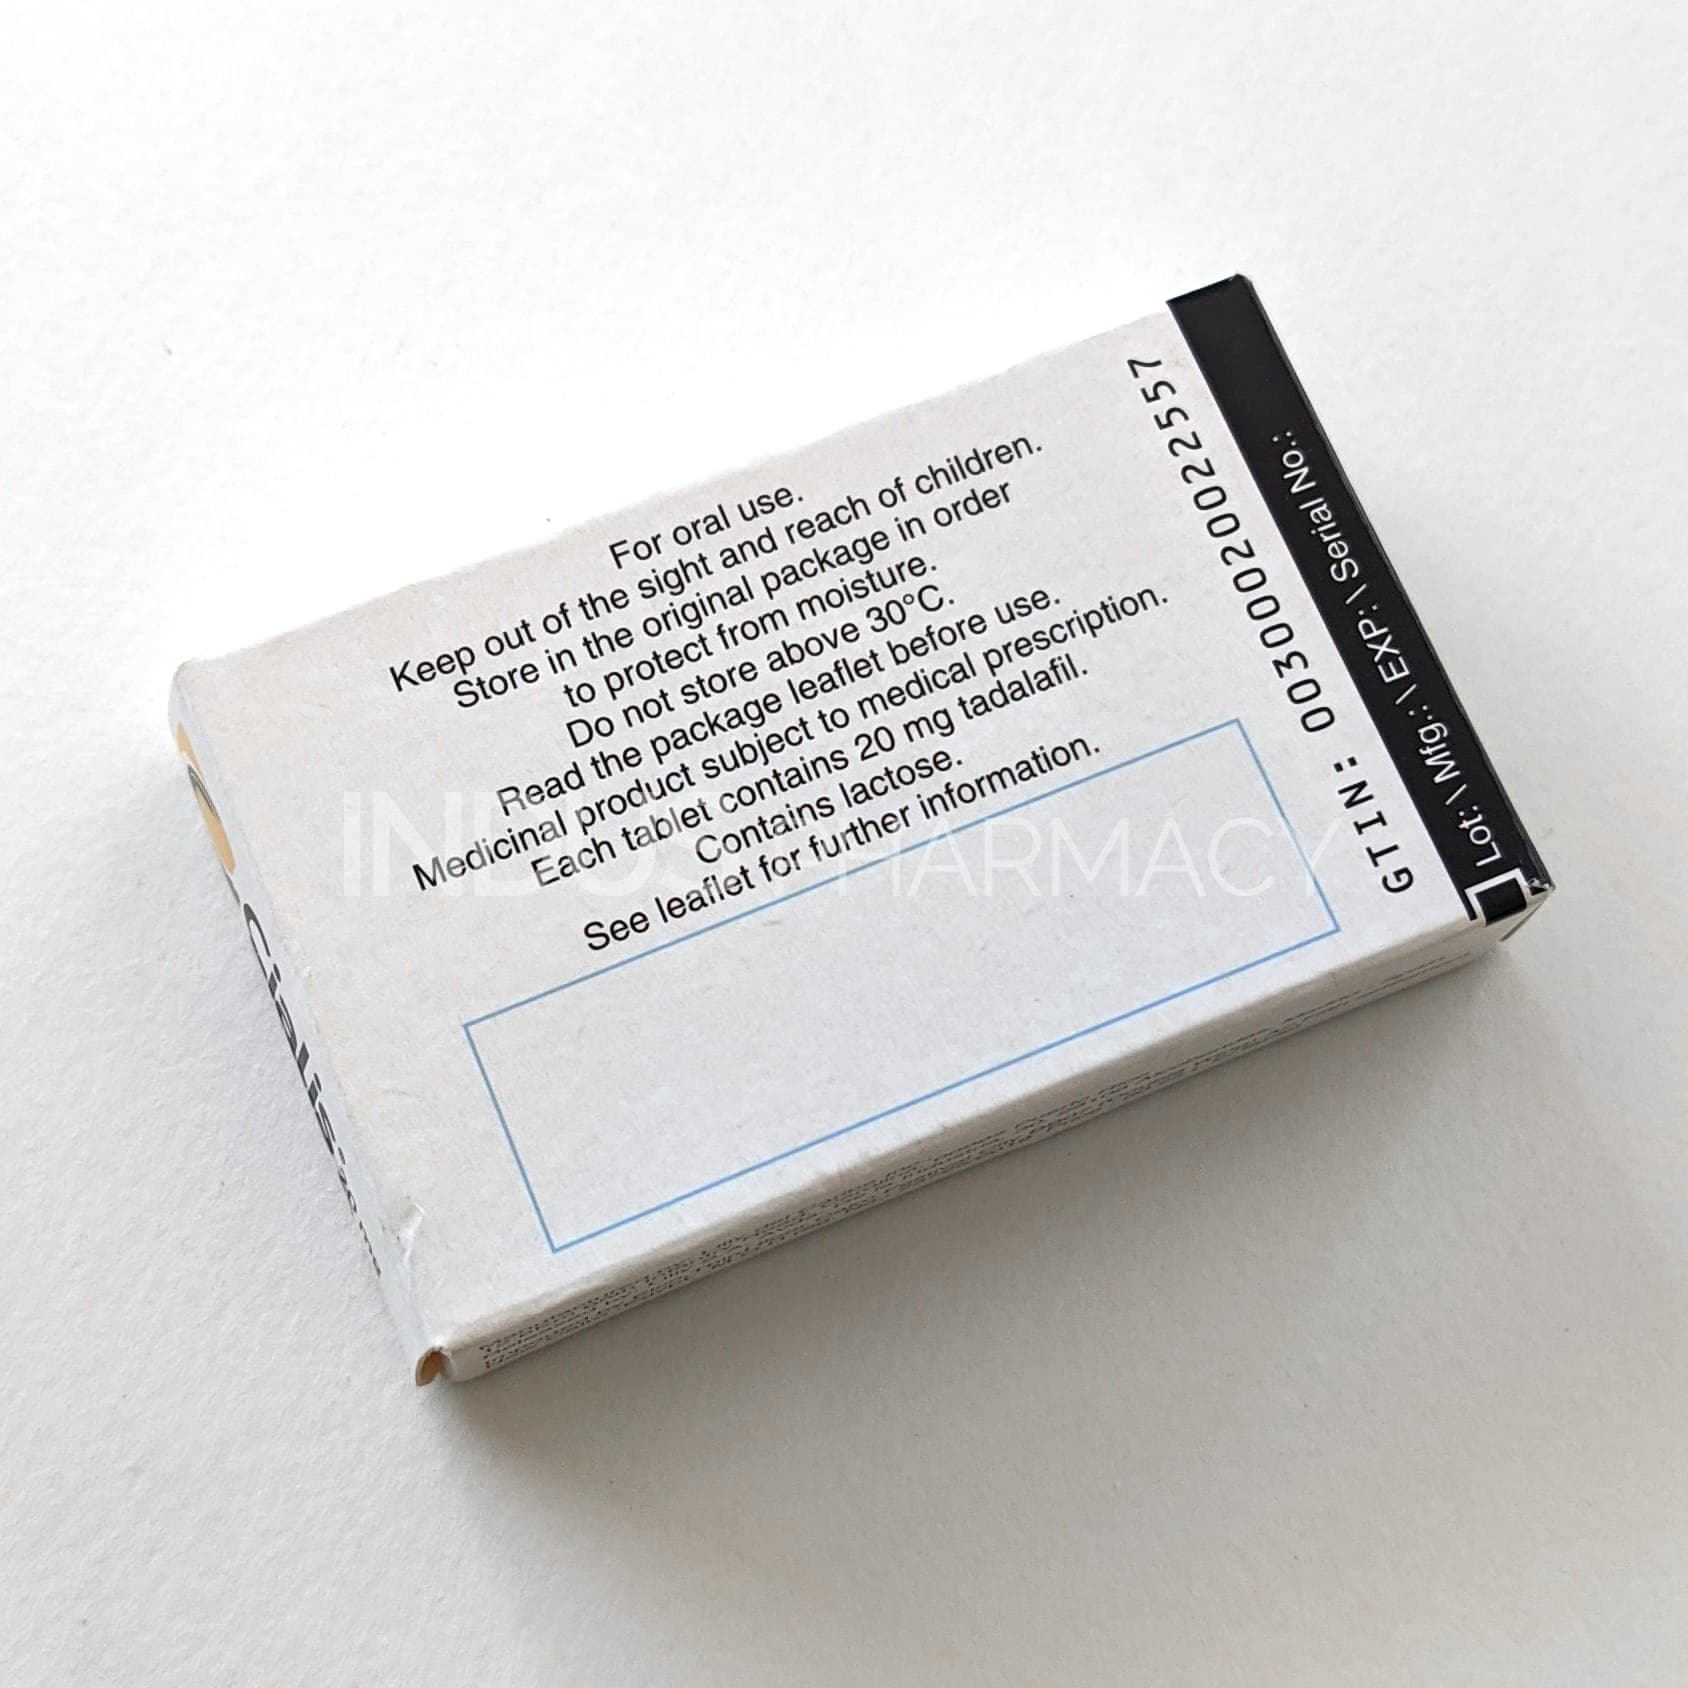 For oral use.
Keep out of the sight and reach of children.
Store in the original package in order
to protect from moisture.
Do not store above 30°C.
Read the package leaflet before use.
Medicinal product subject to medical prescription.
Each tablet contains 20 mg tadalafil.
Contains lactose.
See leaflet for further information.
GTIN: 00300020022557
Lot: \ Mfg.: \ EXP.: \ Serial No.:
Cialis 20 mg
INDUS PHARMACY